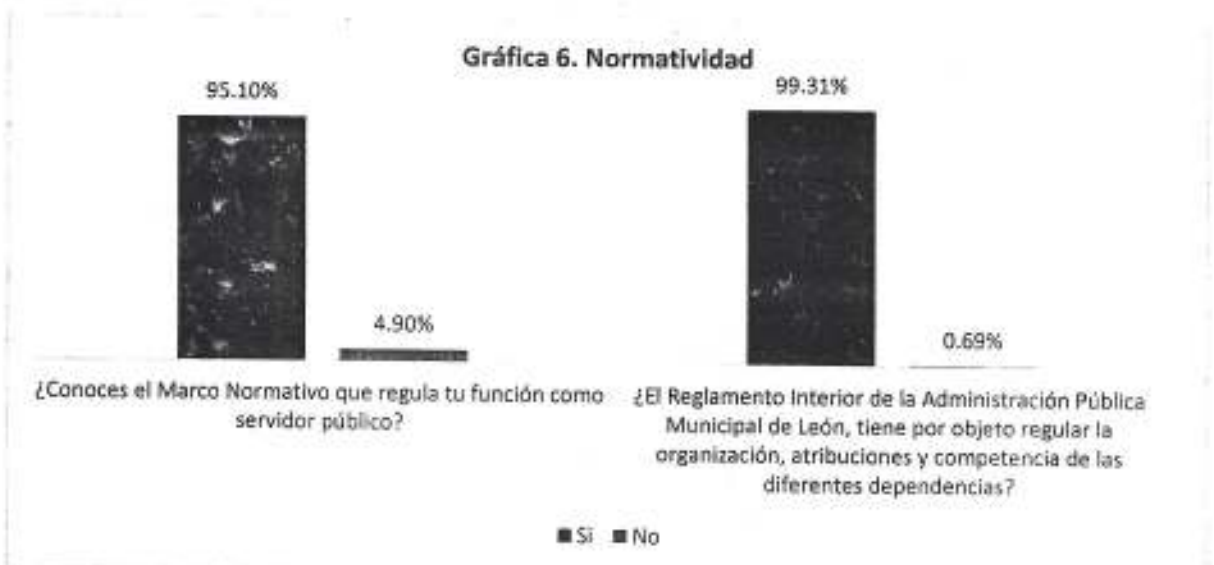 Gráfica 6. Normatividad
95.10%
99.31%
4.90%
0.69%
¿Conoces el Marco Normativo que regula tu función como
servidor público?
¿El Reglamento Interior de la Administración Pública
Municipal de León, tiene por objeto regular la
organización, atribuciones y competencia de las
diferentes dependencias?
Si No